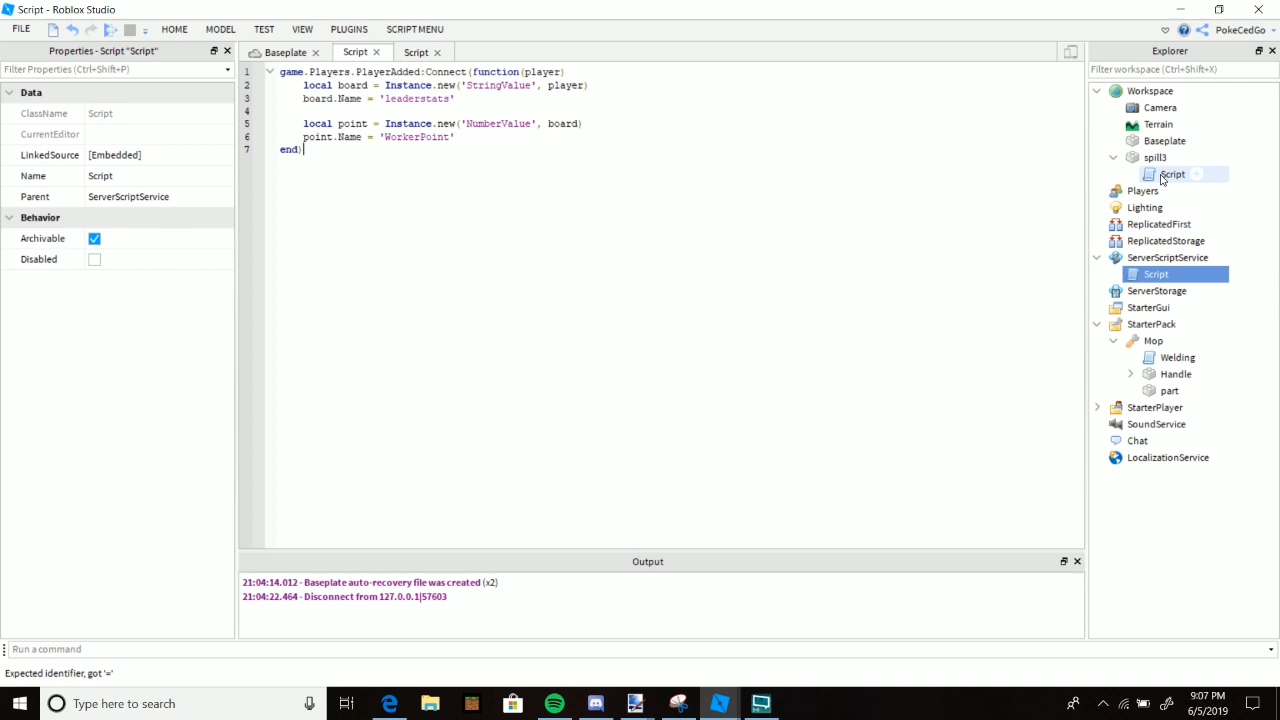 Script - Roblox Studio
FILE HOME MODEL TEST VIEW PLUGINS SCRIPT MENU PokeCedGo
Properties - Script "Script"
Filter Properties (Ctrl+Shift+P)
Data
ClassName Script
CurrentEditor
LinkedSource [Embedded]
Name Script
Parent ServerScriptService
Behavior
Archivable
Disabled
Baseplate Script Script
1 game.Players.PlayerAdded:Connect(function(player)
2 local board = Instance.new('StringValue', player)
3 board.Name = 'leaderstats'
4
5 local point = Instance.new('NumberValue', board)
6 point.Name = 'WorkerPoint'
7 end)
Output
21:04:14.012 - Baseplate auto-recovery file was created (x2)
21:04:22.464 - Disconnect from 127.0.0.1|57603
Explorer
Filter workspace (Ctrl+Shift+X)
Workspace
Camera
Terrain
Baseplate
spill3
Script
Players
Lighting
ReplicatedFirst
ReplicatedStorage
ServerScriptService
Script
ServerStorage
StarterGui
StarterPack
Mop
Welding
Handle
part
StarterPlayer
SoundService
Chat
LocalizationService
Run a command
Expected identifier, got '='
Type here to search
9:07 PM
6/5/2019